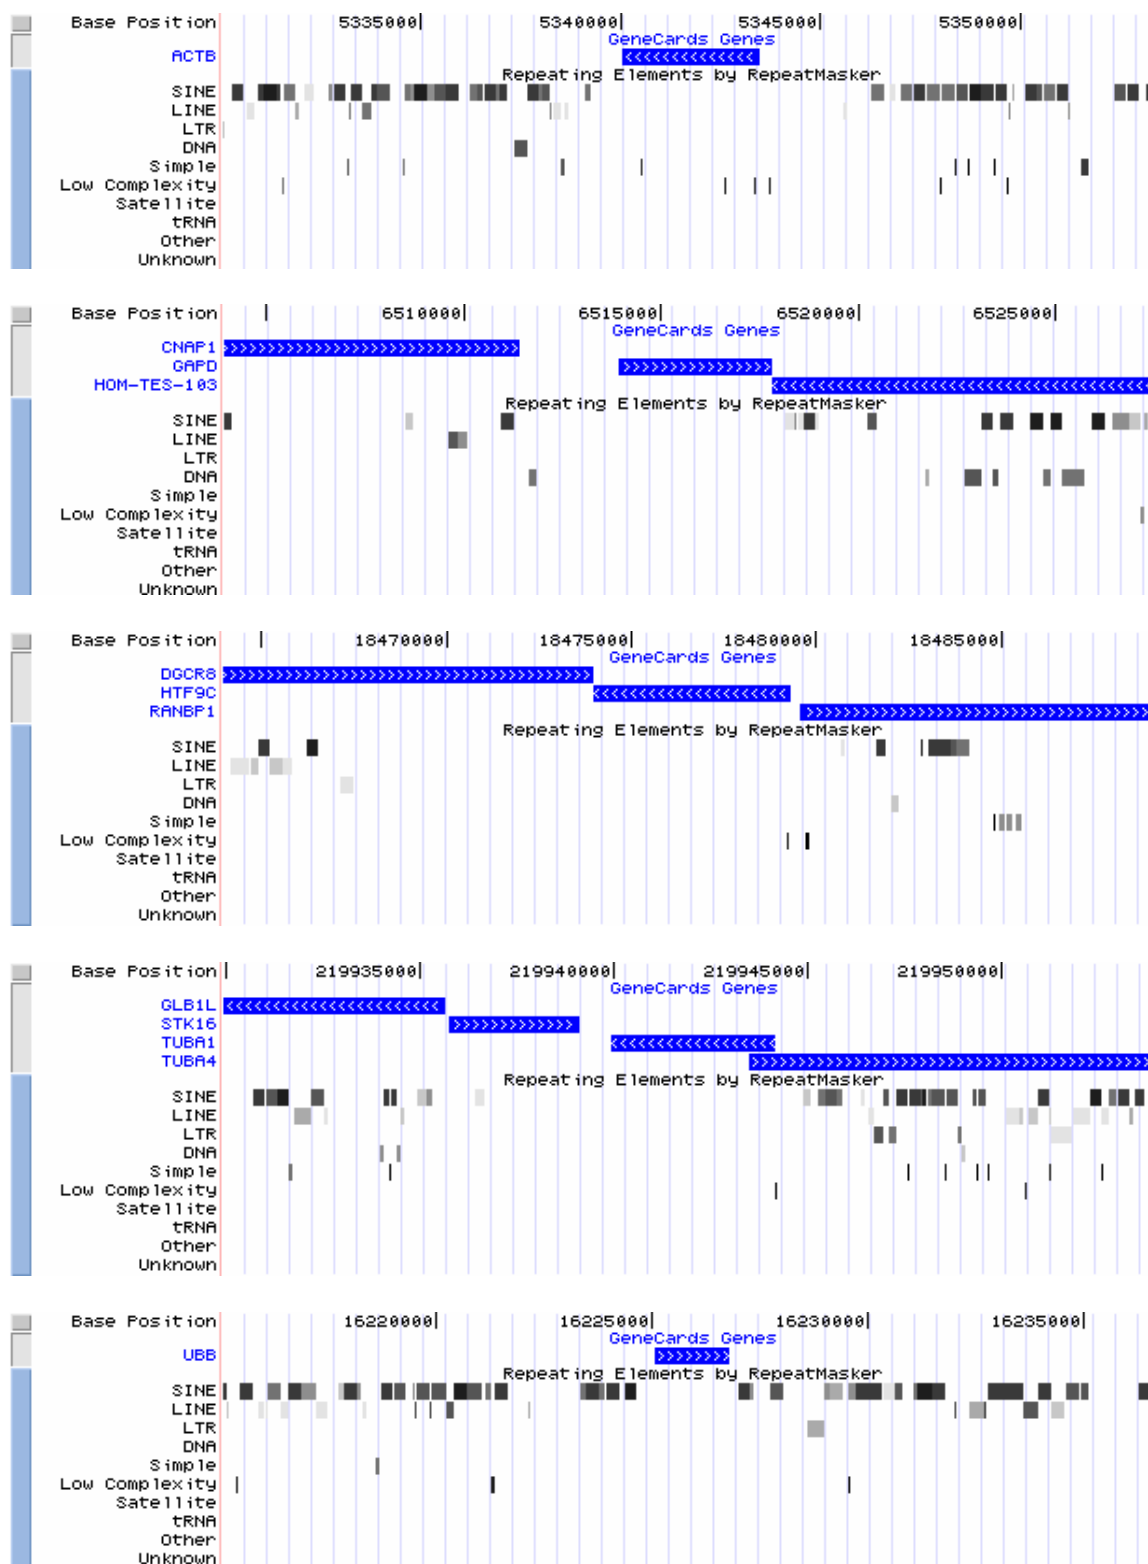 Base Position 5335000| 5340000| 5345000| 5350000|
GeneCards Genes
ACTB
Repeating Elements by RepeatMasker
SINE
LINE
LTR
DNA
Simple
Low Complexity
Satellite
tRNA
Other
Unknown
Base Position | 6510000| 6515000| 6520000| 6525000|
GeneCards Genes
CNAP1
GAPD
HOM-TES-103
Repeating Elements by RepeatMasker
SINE
LINE
LTR
DNA
Simple
Low Complexity
Satellite
tRNA
Other
Unknown
Base Position | 18470000| 18475000| 18480000| 18485000|
GeneCards Genes
DGCR8
HTF9C
RANBP1
Repeating Elements by RepeatMasker
SINE
LINE
LTR
DNA
Simple
Low Complexity
Satellite
tRNA
Other
Unknown
Base Position | 219935000| 219940000| 219945000| 219950000|
GeneCards Genes
GLB1L
STK16
TUBA1
TUBA4
Repeating Elements by RepeatMasker
SINE
LINE
LTR
DNA
Simple
Low Complexity
Satellite
tRNA
Other
Unknown
Base Position 16220000| 16225000| 16230000| 16235000|
GeneCards Genes
UBB
Repeating Elements by RepeatMasker
SINE
LINE
LTR
DNA
Simple
Low Complexity
Satellite
tRNA
Other
Unknown